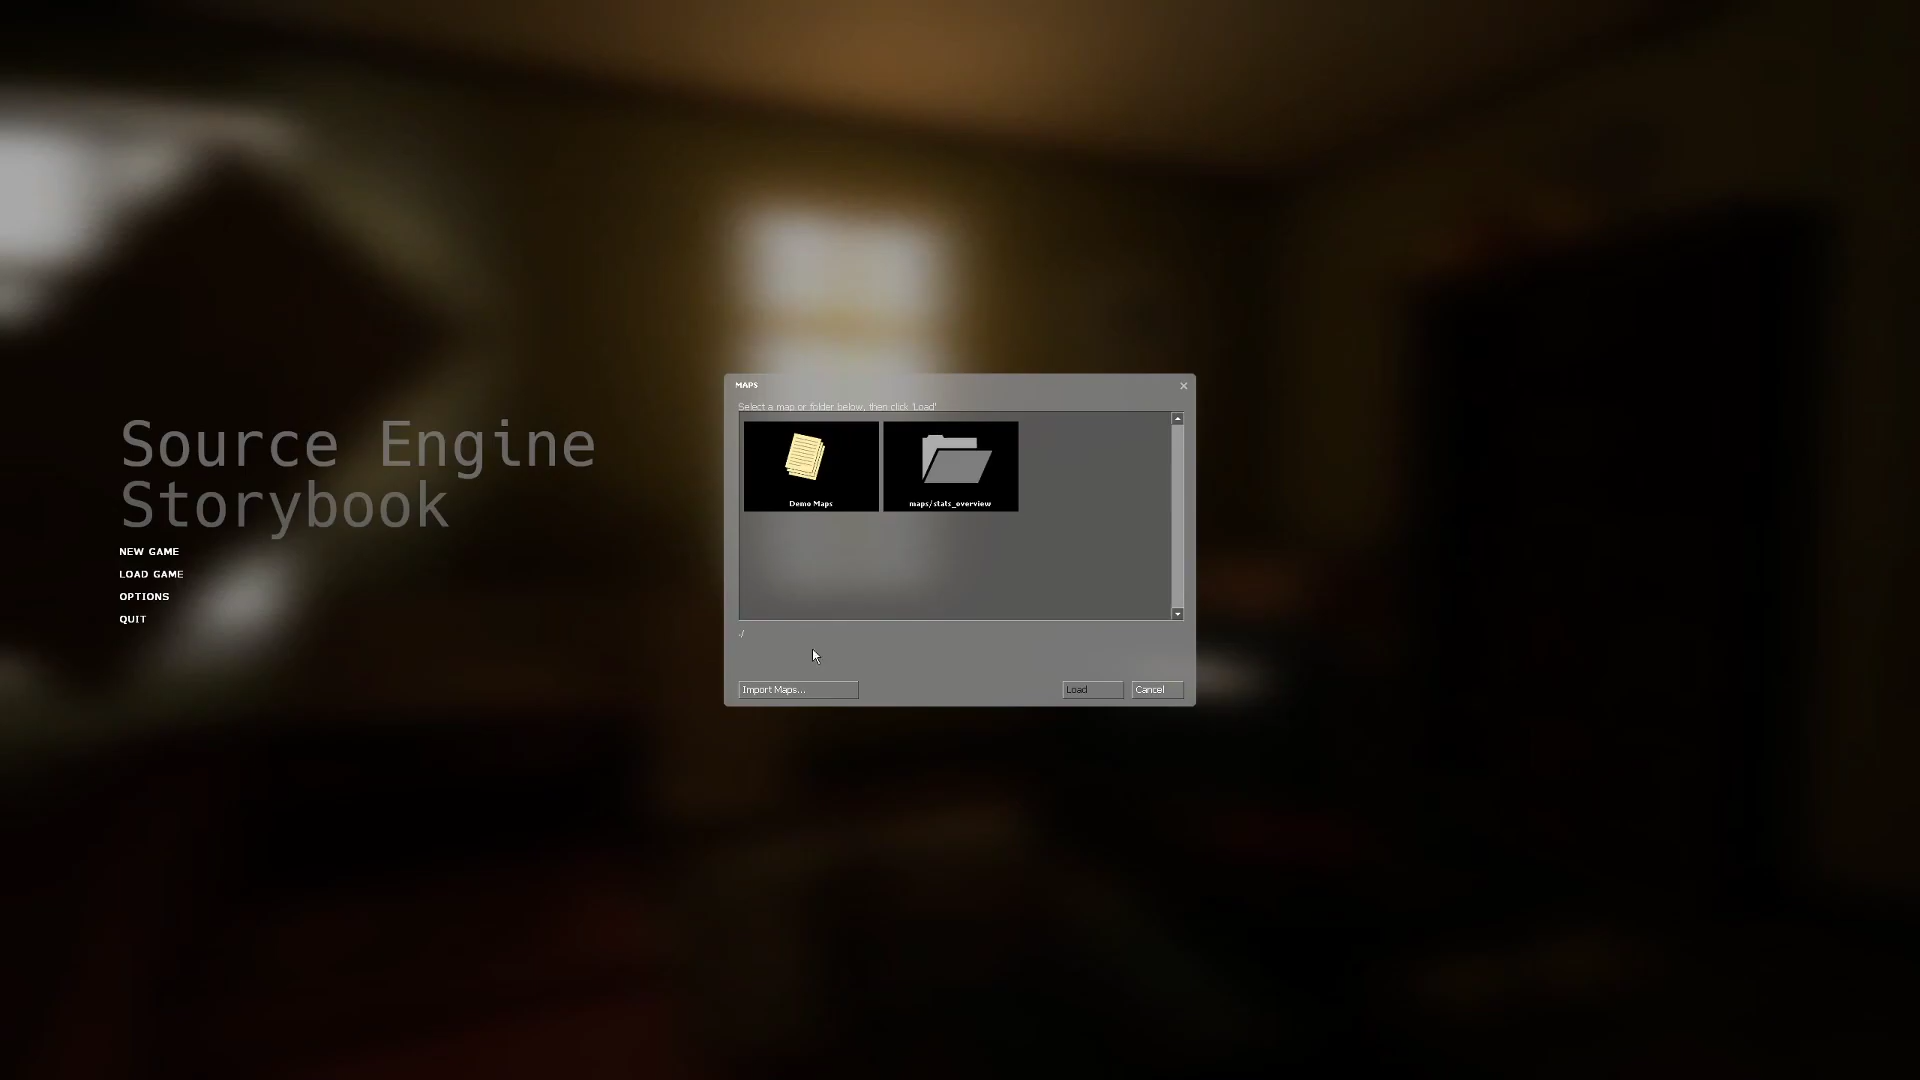 Source Engine
Storybook
NEW GAME
LOAD GAME
OPTIONS
QUIT
MAPS
Select a map or folder below, then click 'Load'
Demo Maps
maps/stats_overview
./
Import Maps...
Load
Cancel